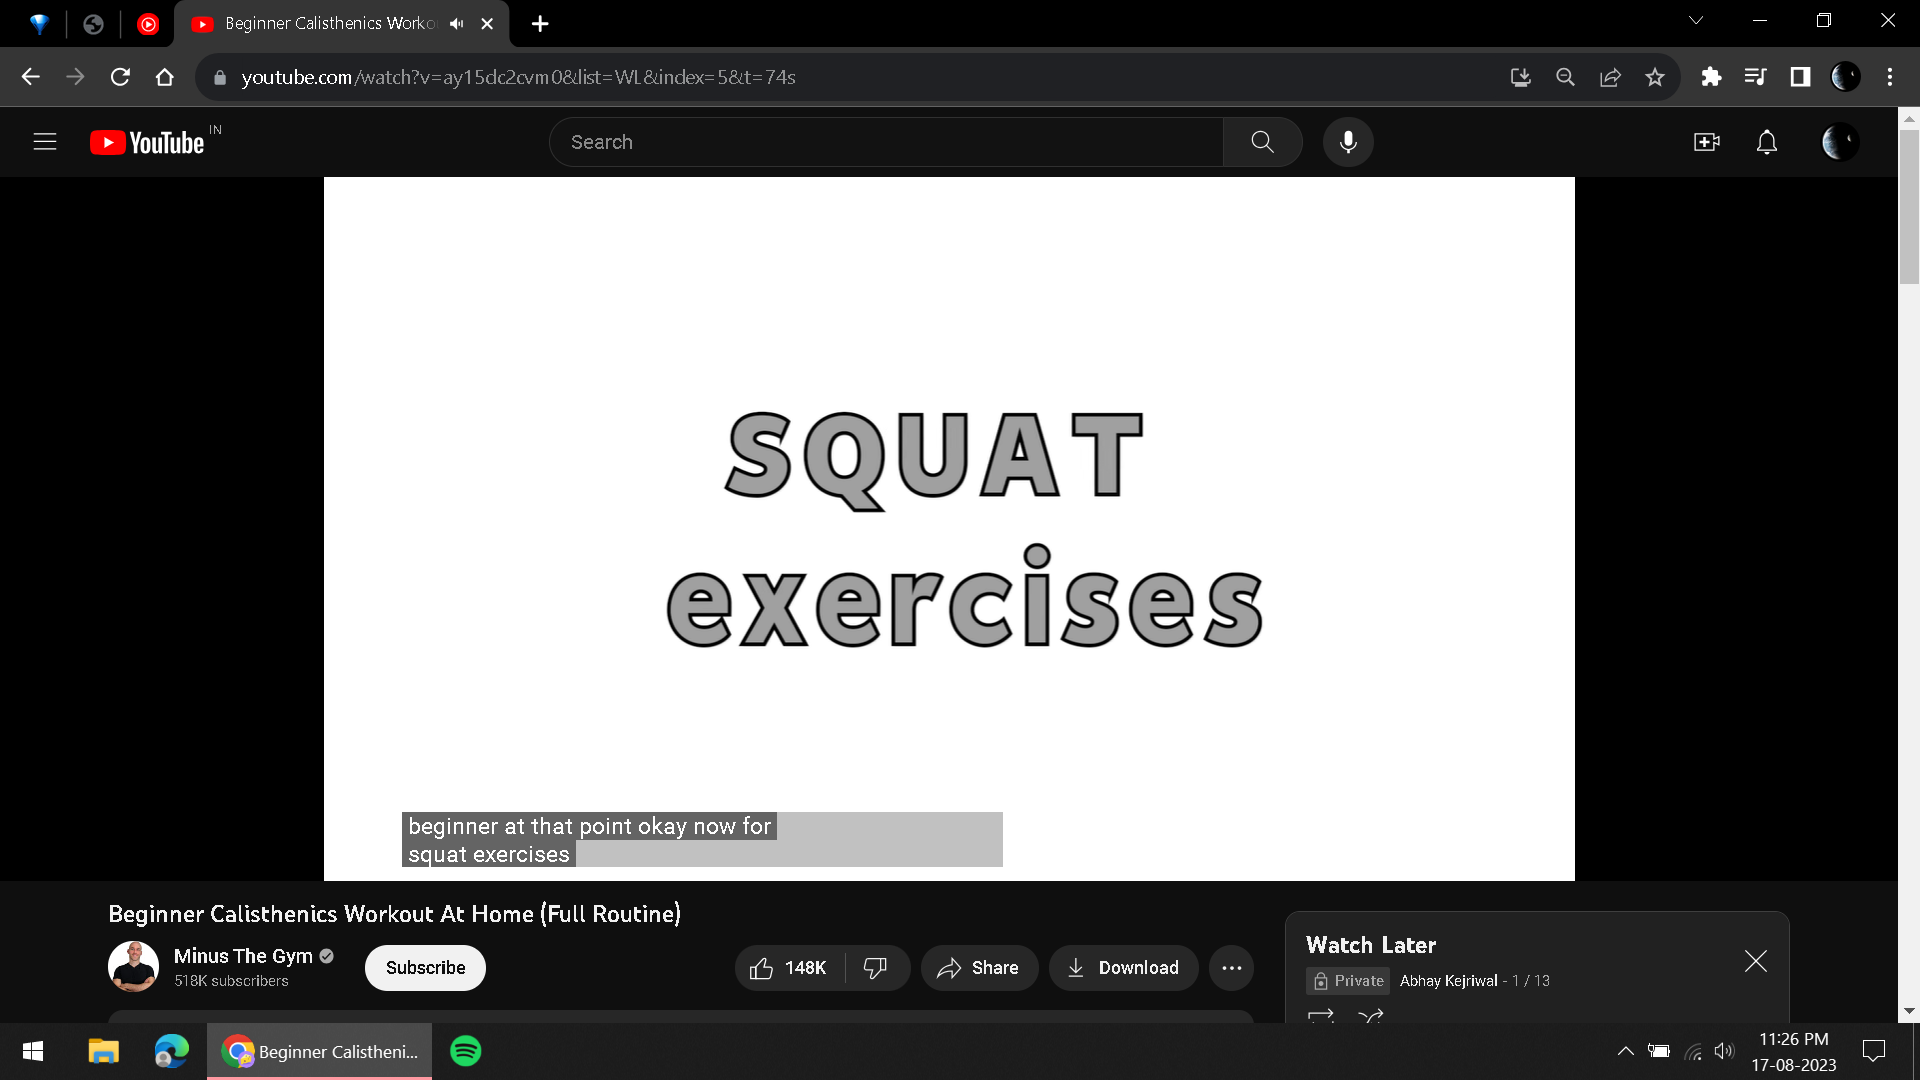 Beginner Calisthenics Worko
youtube.com/watch?v=ay15dc2cvm0&list=WL&index=5&t=74s
YouTube IN
Search
SQUAT
exercises
beginner at that point okay now for
squat exercises
Beginner Calisthenics Workout At Home (Full Routine)
Minus The Gym
518K subscribers
Subscribe
148K
Share
Download
Watch Later
Private
Abhay Kejriwal - 1 / 13
Beginner Calistheni...
11:26 PM
17-08-2023